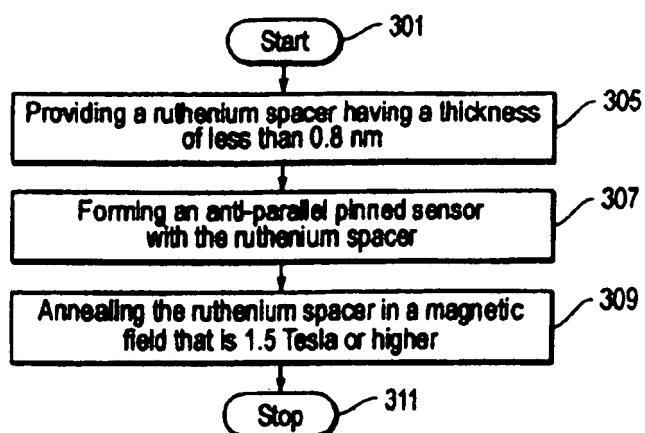 Start
301
Providing a ruthenium spacer having a thickness
of less than 0.8 nm
305
Forming an anti-parallel pinned sensor
with the ruthenium spacer
307
Annealing the ruthenium spacer in a magnetic
field that is 1.5 Tesla or higher
309
Stop
311